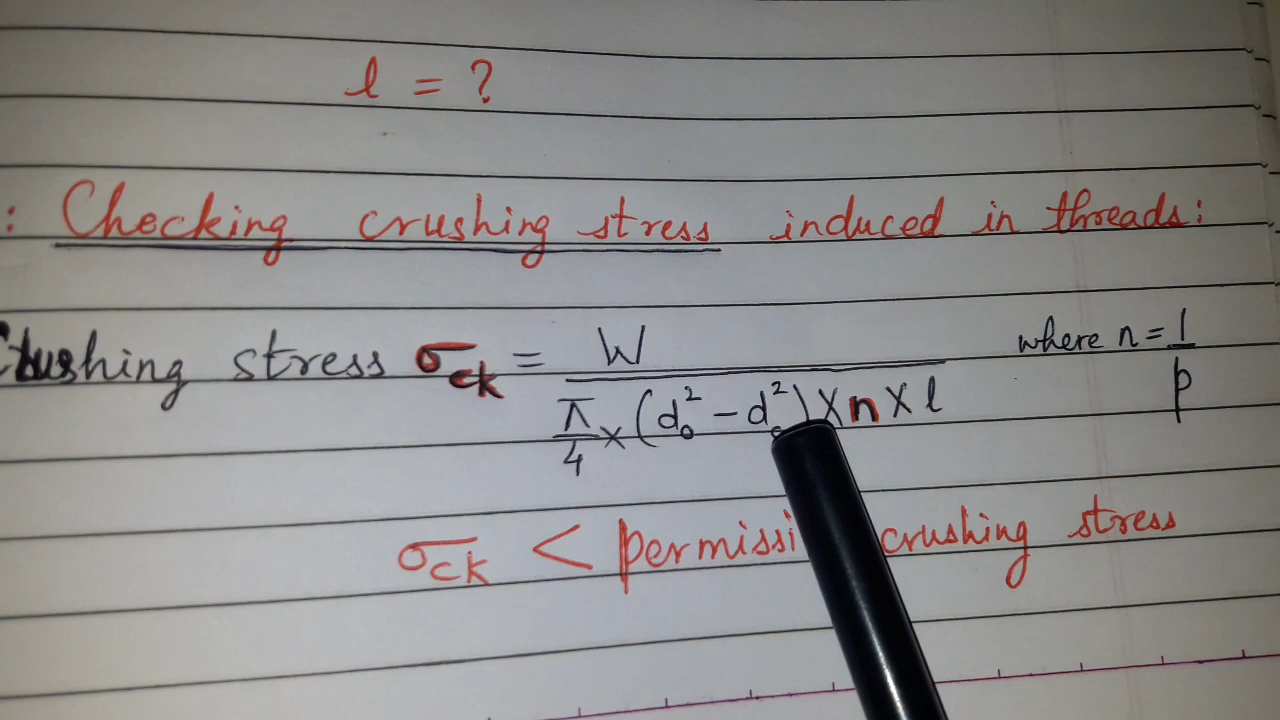 l = ?
: Checking crushing stress induced in threads:
Crushing stress σck = W / π/4 × (do² - d²) × n × l where n = 1/p
σck < permissi crushing stress